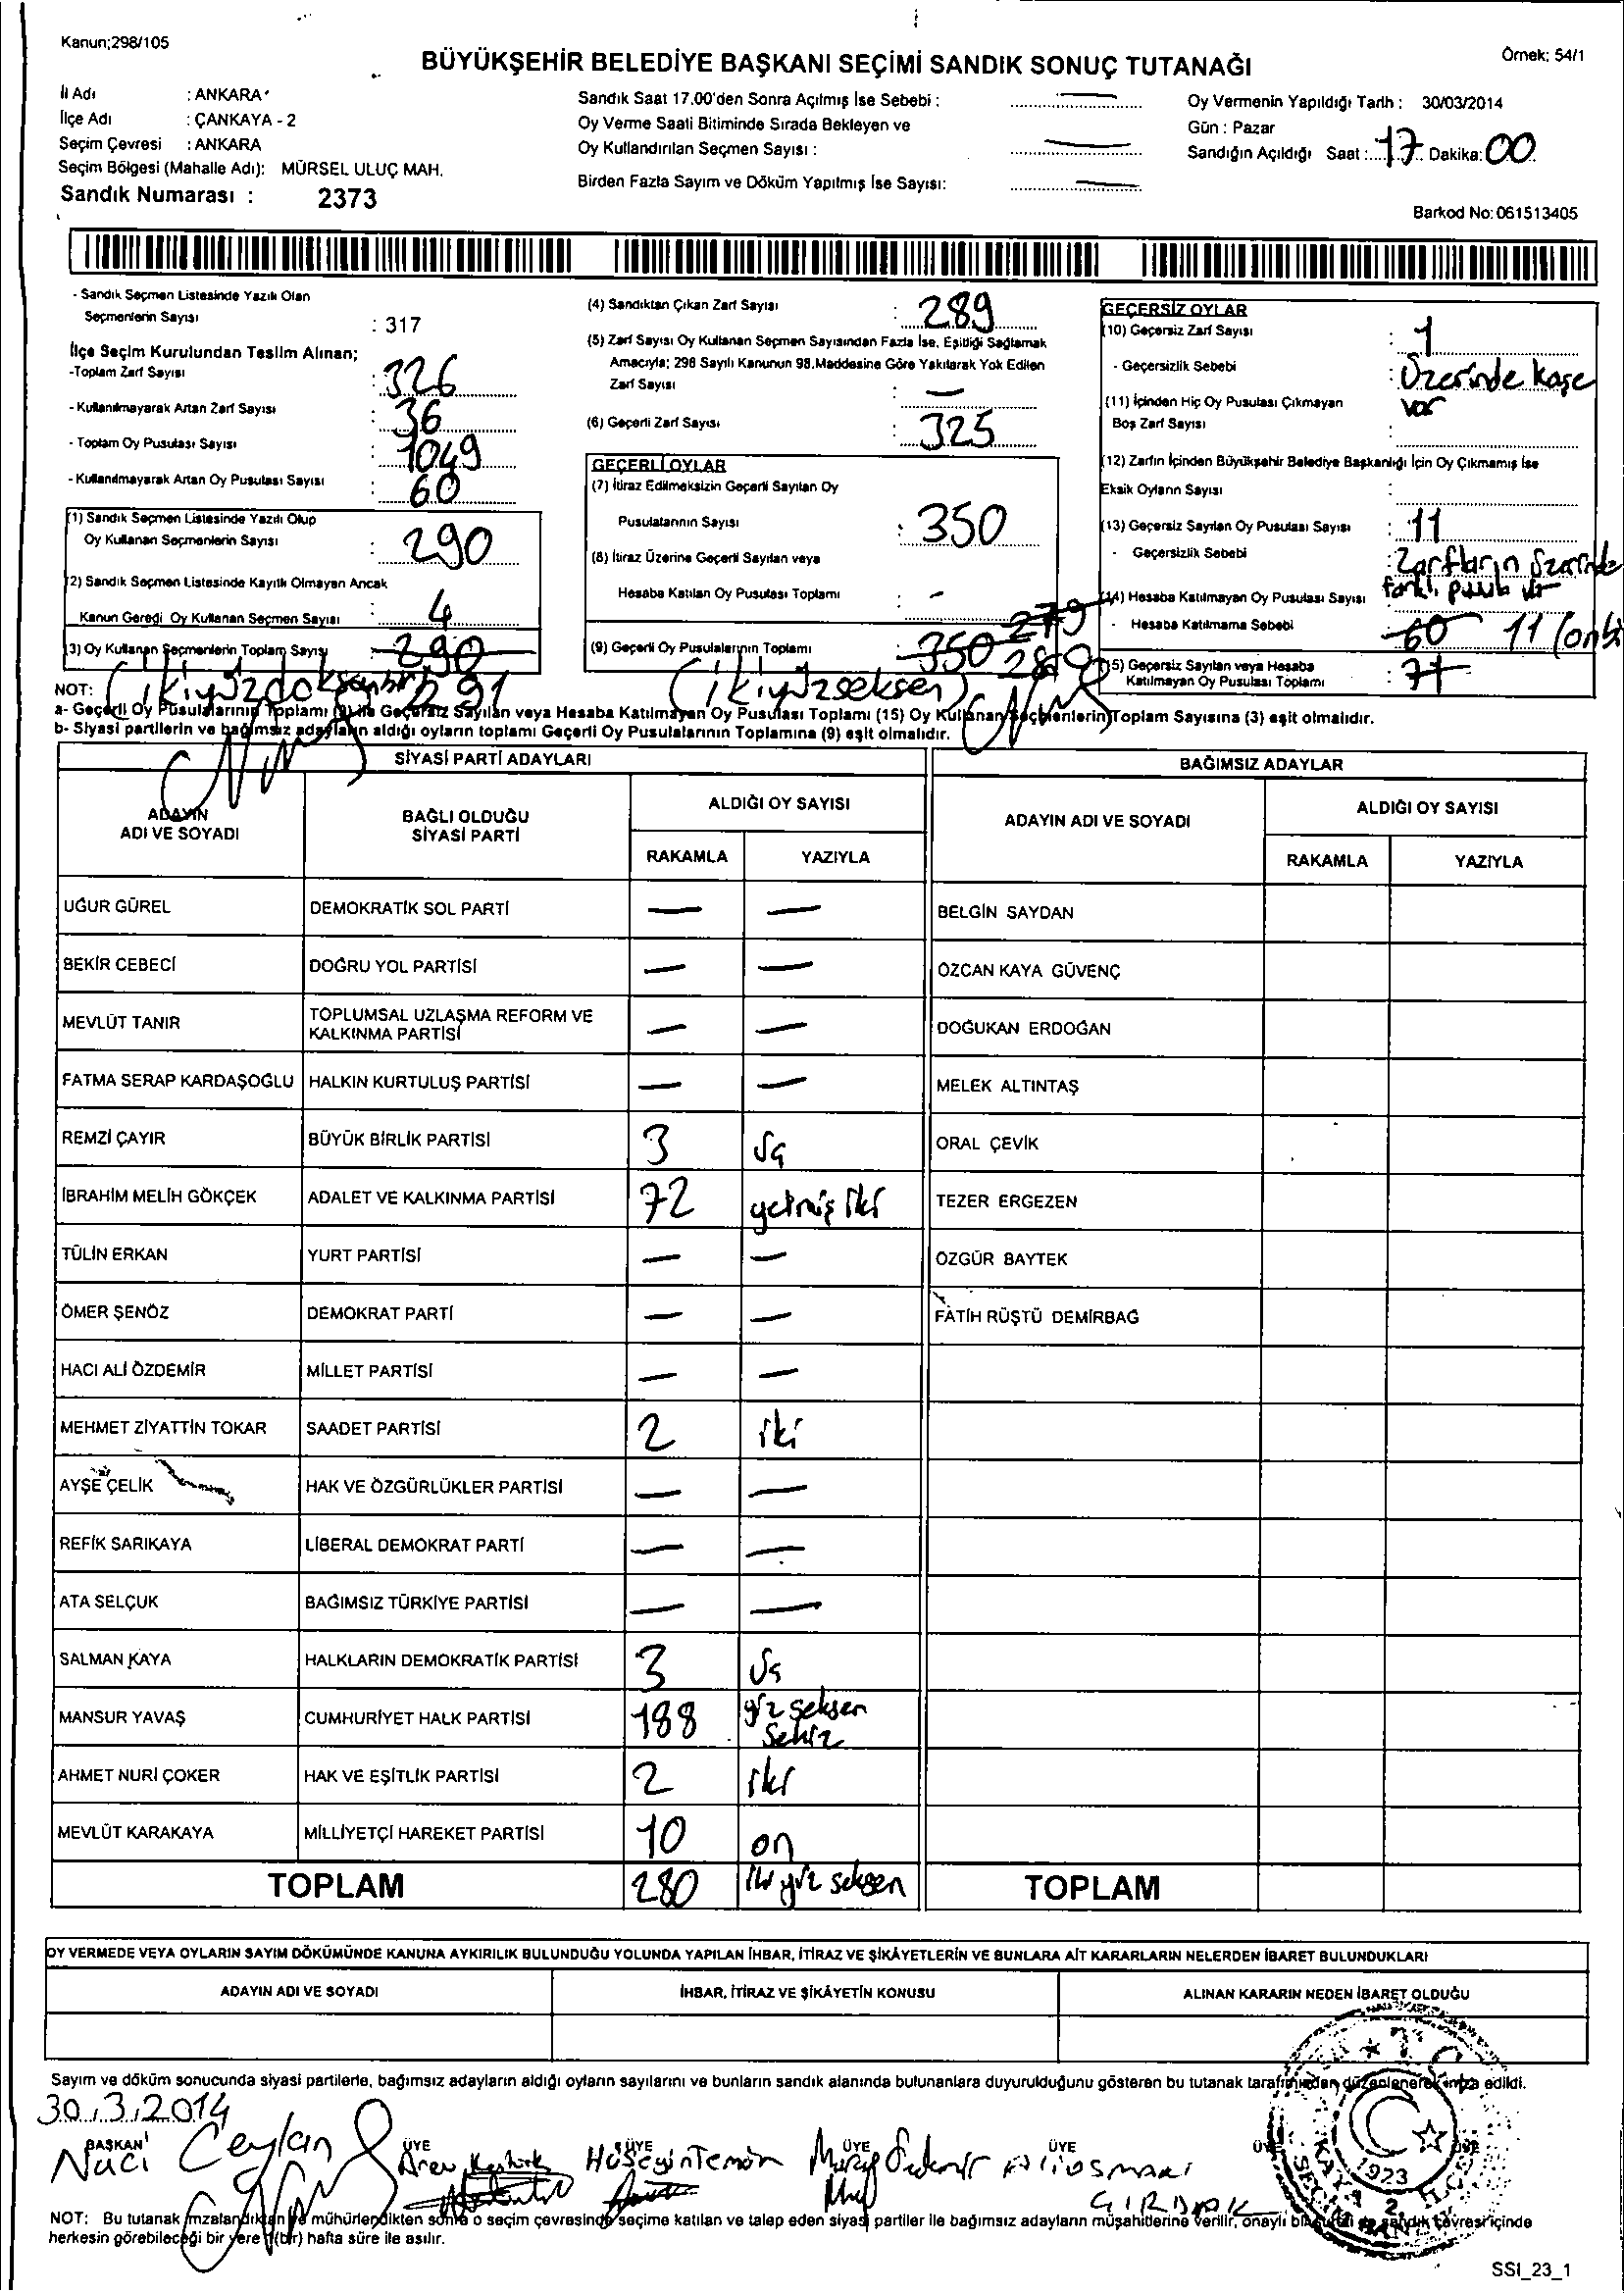 Kanun;298/105
BÜYÜKŞEHİR BELEDİYE BAŞKANI SEÇİMİ SANDIK SONUÇ TUTANAĞI
Örnek: 54/1
İl Adı : ANKARA
İlçe Adı : ÇANKAYA - 2
Seçim Çevresi : ANKARA
Seçim Bölgesi (Mahalle Adı): MÜRSEL ULUÇ MAH.
Sandık Numarası : 2373
Sandık Saat 17.00'den Sonra Açılmış İse Sebebi :
Oy Verme Saati Bitiminde Sırada Bekleyen ve
Oy Kullandırılan Seçmen Sayısı :
Birden Fazla Sayım ve Döküm Yapılmış İse Sayısı:
Oy Vermenin Yapıldığı Tarih : 30/03/2014
Gün : Pazar
Sandığın Açıldığı Saat : 17 Dakika: 00
Barkod No: 061513405
- Sandık Seçmen Listesinde Yazılı Olan
Seçmenlerin Sayısı : 317
İlçe Seçim Kurulundan Teslim Alınan;
-Toplam Zarf Sayısı : 326
- Kullanılmayarak Artan Zarf Sayısı : 36
- Toplam Oy Pusulası Sayısı : 1049
- Kullanılmayarak Artan Oy Pusulası Sayısı : 60
(1) Sandık Seçmen Listesinde Yazılı Olup
Oy Kullanan Seçmenlerin Sayısı : 290
(2) Sandık Seçmen Listesinde Kayıtlı Olmayan Ancak
Kanun Geredi Oy Kullanan Seçmen Sayısı : 4
(3) Oy Kullanan Seçmenlerin Toplam Sayısı 290
(ikiyüzdoksanbir) 291
(4) Sandıktan Çıkan Zarf Sayısı : 289
(5) Zarf Sayısı Oy Kullanan Seçmen Sayısından Fazla İse, Eşitliği Sağlamak
Amacıyla; 298 Sayılı Kanunun 98.Maddesine Göre Yakılarak Yok Edilen
Zarf Sayısı : —
(6) Geçerli Zarf Sayısı : 325
GEÇERLİ OYLAR
(7) İtiraz Edilmeksizin Geçerli Sayılan Oy
Pusulalarının Sayısı : 350
(8) İtiraz Üzerine Geçerli Sayılan veya
Hesaba Katılan Oy Pusulası Toplamı : -
(9) Geçerli Oy Pusulalarının Toplamı 350 279 280
(ikiyüzseksen)
GEÇERSİZ OYLAR
(10) Geçersiz Zarf Sayısı : 1
- Geçersizlik Sebebi : Üzerinde kaşe
var
(11) İçinden Hiç Oy Pusulası Çıkmayan
Boş Zarf Sayısı :
(12) Zarfın İçinden Büyükşehir Belediye Başkanlığı İçin Oy Çıkmamış İse
Eksik Oyların Sayısı :
(13) Geçersiz Sayılan Oy Pusulası Sayısı : 11
- Geçersizlik Sebebi : Zarfların üzerinde
farklı pusula var
(14) Hesaba Katılmayan Oy Pusulası Sayısı
- Hesaba Katılmama Sebebi 60 11 (onbi
(15) Geçersiz Sayılan veya Hesaba
Katılmayan Oy Pusulası Toplamı : 71
NOT:
a- Geçerli Oy Pusulalarının Toplamı (9) ile Geçersiz Sayılan veya Hesaba Katılmayan Oy Pusulası Toplamı (15) Oy Kullanan Seçmenlerin Toplam Sayısına (3) eşit olmalıdır.
b- Siyasi partilerin ve bağımsız adayların aldığı oyların toplamı Geçerli Oy Pusulalarının Toplamına (9) eşit olmalıdır.
SİYASİ PARTİ ADAYLARI
BAĞIMSIZ ADAYLAR
ADAYIN ADI VE SOYADI
BAĞLI OLDUĞU SİYASİ PARTİ
ALDIĞI OY SAYISI
RAKAMLA YAZIYLA
ADAYIN ADI VE SOYADI
ALDIĞI OY SAYISI
RAKAMLA YAZIYLA
UĞUR GÜREL DEMOKRATİK SOL PARTİ — — BELGİN SAYDAN
BEKİR CEBECİ DOĞRU YOL PARTİSİ — — ÖZCAN KAYA GÜVENÇ
MEVLÜT TANIR TOPLUMSAL UZLAŞMA REFORM VE KALKINMA PARTİSİ — — DOĞUKAN ERDOĞAN
FATMA SERAP KARDAŞOĞLU HALKIN KURTULUŞ PARTİSİ — — MELEK ALTINTAŞ
REMZİ ÇAYIR BÜYÜK BİRLİK PARTİSİ 3 üç ORAL ÇEVİK
İBRAHİM MELİH GÖKÇEK ADALET VE KALKINMA PARTİSİ 72 yetmiş iki TEZER ERGEZEN
TÜLİN ERKAN YURT PARTİSİ — — ÖZGÜR BAYTEK
ÖMER ŞENÖZ DEMOKRAT PARTİ — — FATİH RÜŞTÜ DEMİRBAĞ
HACI ALİ ÖZDEMİR MİLLET PARTİSİ — —
MEHMET ZİYATTİN TOKAR SAADET PARTİSİ 2 iki
AYŞE ÇELİK HAK VE ÖZGÜRLÜKLER PARTİSİ — —
REFİK SARIKAYA LİBERAL DEMOKRAT PARTİ — —
ATA SELÇUK BAĞIMSIZ TÜRKİYE PARTİSİ — —
SALMAN KAYA HALKLARIN DEMOKRATİK PARTİSİ 3 üç
MANSUR YAVAŞ CUMHURİYET HALK PARTİSİ 188 yüz seksen sekiz
AHMET NURİ ÇOKER HAK VE EŞİTLİK PARTİSİ 2 iki
MEVLÜT KARAKAYA MİLLİYETÇİ HAREKET PARTİSİ 10 on
TOPLAM 280 iki yüz seksen TOPLAM
OY VERMEDE VEYA OYLARIN SAYIM DÖKÜMÜNDE KANUNA AYKIRILIK BULUNDUĞU YOLUNDA YAPILAN İHBAR, İTİRAZ VE ŞİKÂYETLERİN VE BUNLARA AİT KARARLARIN NELERDEN İBARET BULUNDUKLARI
ADAYIN ADI VE SOYADI İHBAR, İTİRAZ VE ŞİKÂYETİN KONUSU ALINAN KARARIN NEDEN İBARET OLDUĞU
Sayım ve döküm sonucunda siyasi partilerle, bağımsız adayların aldığı oyların sayılarını ve bunların sandık alanında bulunanlara duyurulduğunu gösteren bu tutanak tarafımızdan düzenlenerek imza edildi.
30.3.2014
BAŞKAN ÜYE ÜYE ÜYE ÜYE ÜYE ÜYE
Naci Ceylan Hüseyin Temön Ali Osman
GIRDAK
1923
NOT: Bu tutanak imzalandıktan ve mühürlendikten sonra o seçim çevresinde seçime katılan ve talep eden siyasi partiler ile bağımsız adayların müşahitlerine verilir, onaylı bir sureti de sandık çevresi içinde
herkesin görebileceği bir yere 1(bir) hafta süre ile asılır.
SSI_23_1